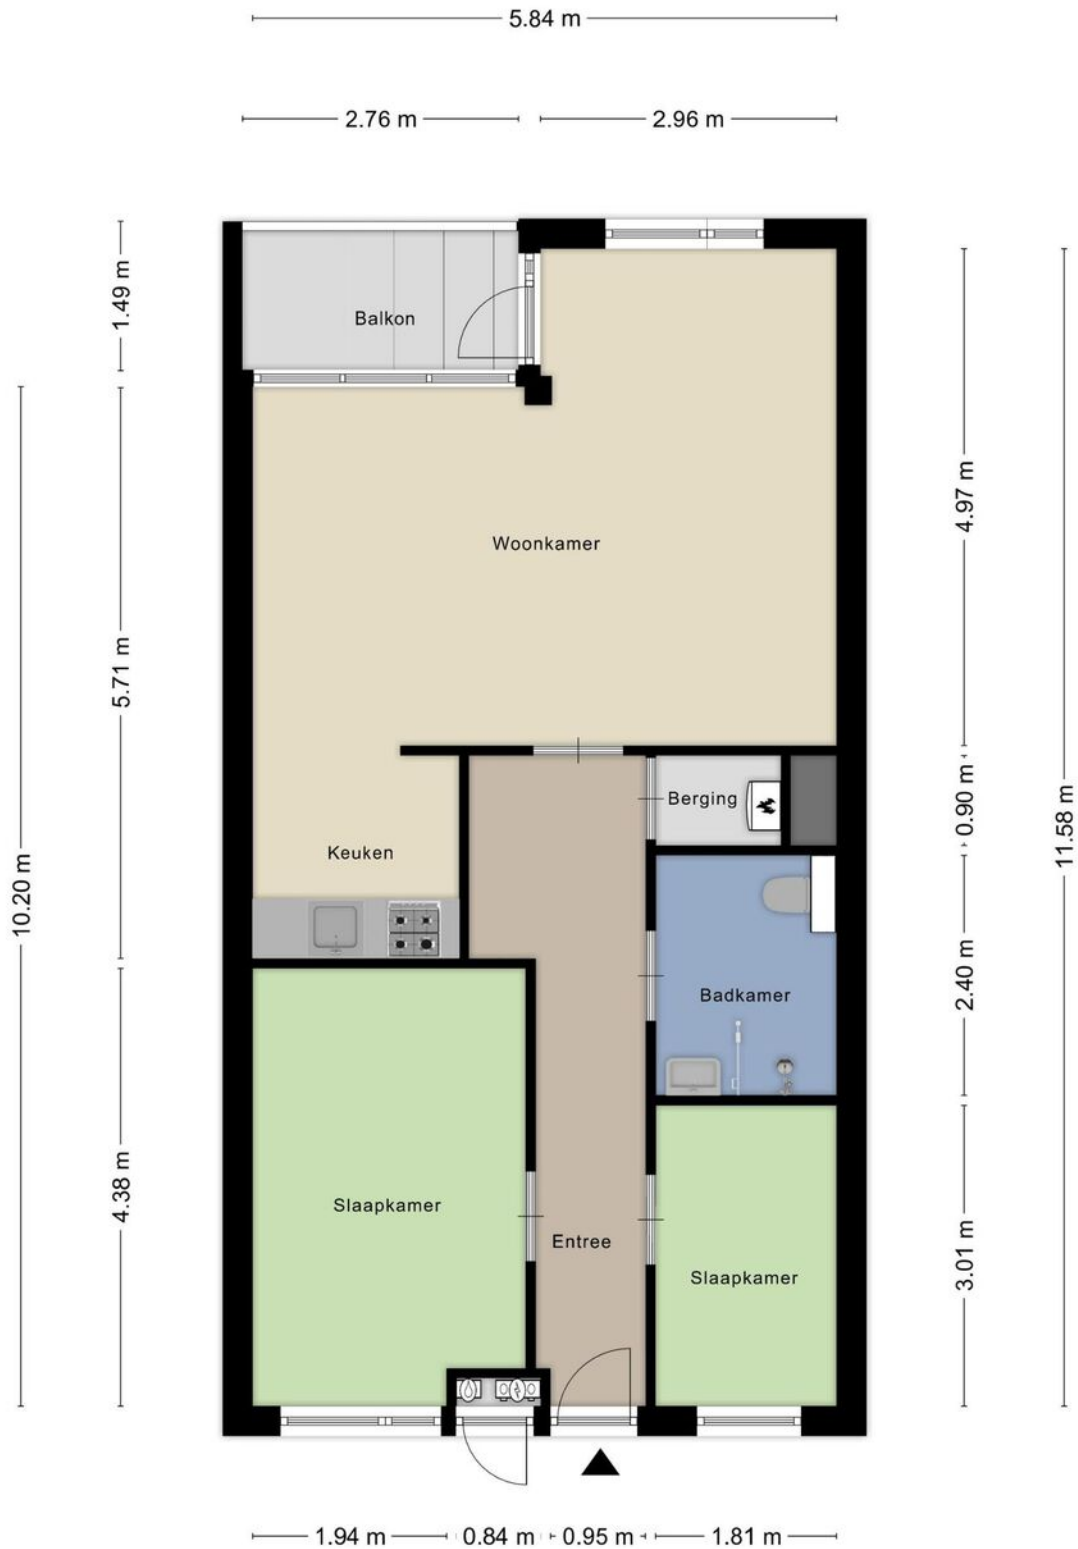 5.84 m
2.76 m
2.96 m
1.49 m
Balkon
4.97 m
Woonkamer
5.71 m
0.90 m
Berging
11.58 m
Keuken
10.20 m
2.40 m
Badkamer
4.38 m
Slaapkamer
Entree
3.01 m
Slaapkamer
1.94 m
0.84 m
0.95 m
1.81 m